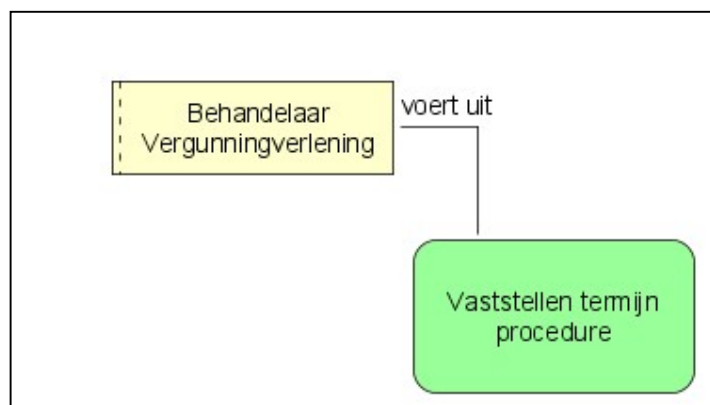 Behandelaar
Vergunningverlening
voert uit
Vaststellen termijn
procedure